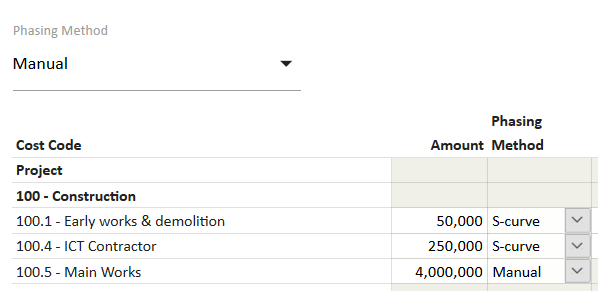 Phasing Method
Manual
Phasing
Cost Code Amount Method
Project
100 - Construction
100.1 - Early works & demolition 50,000 S-curve
100.4 - ICT Contractor 250,000 S-curve
100.5 - Main Works 4,000,000 Manual